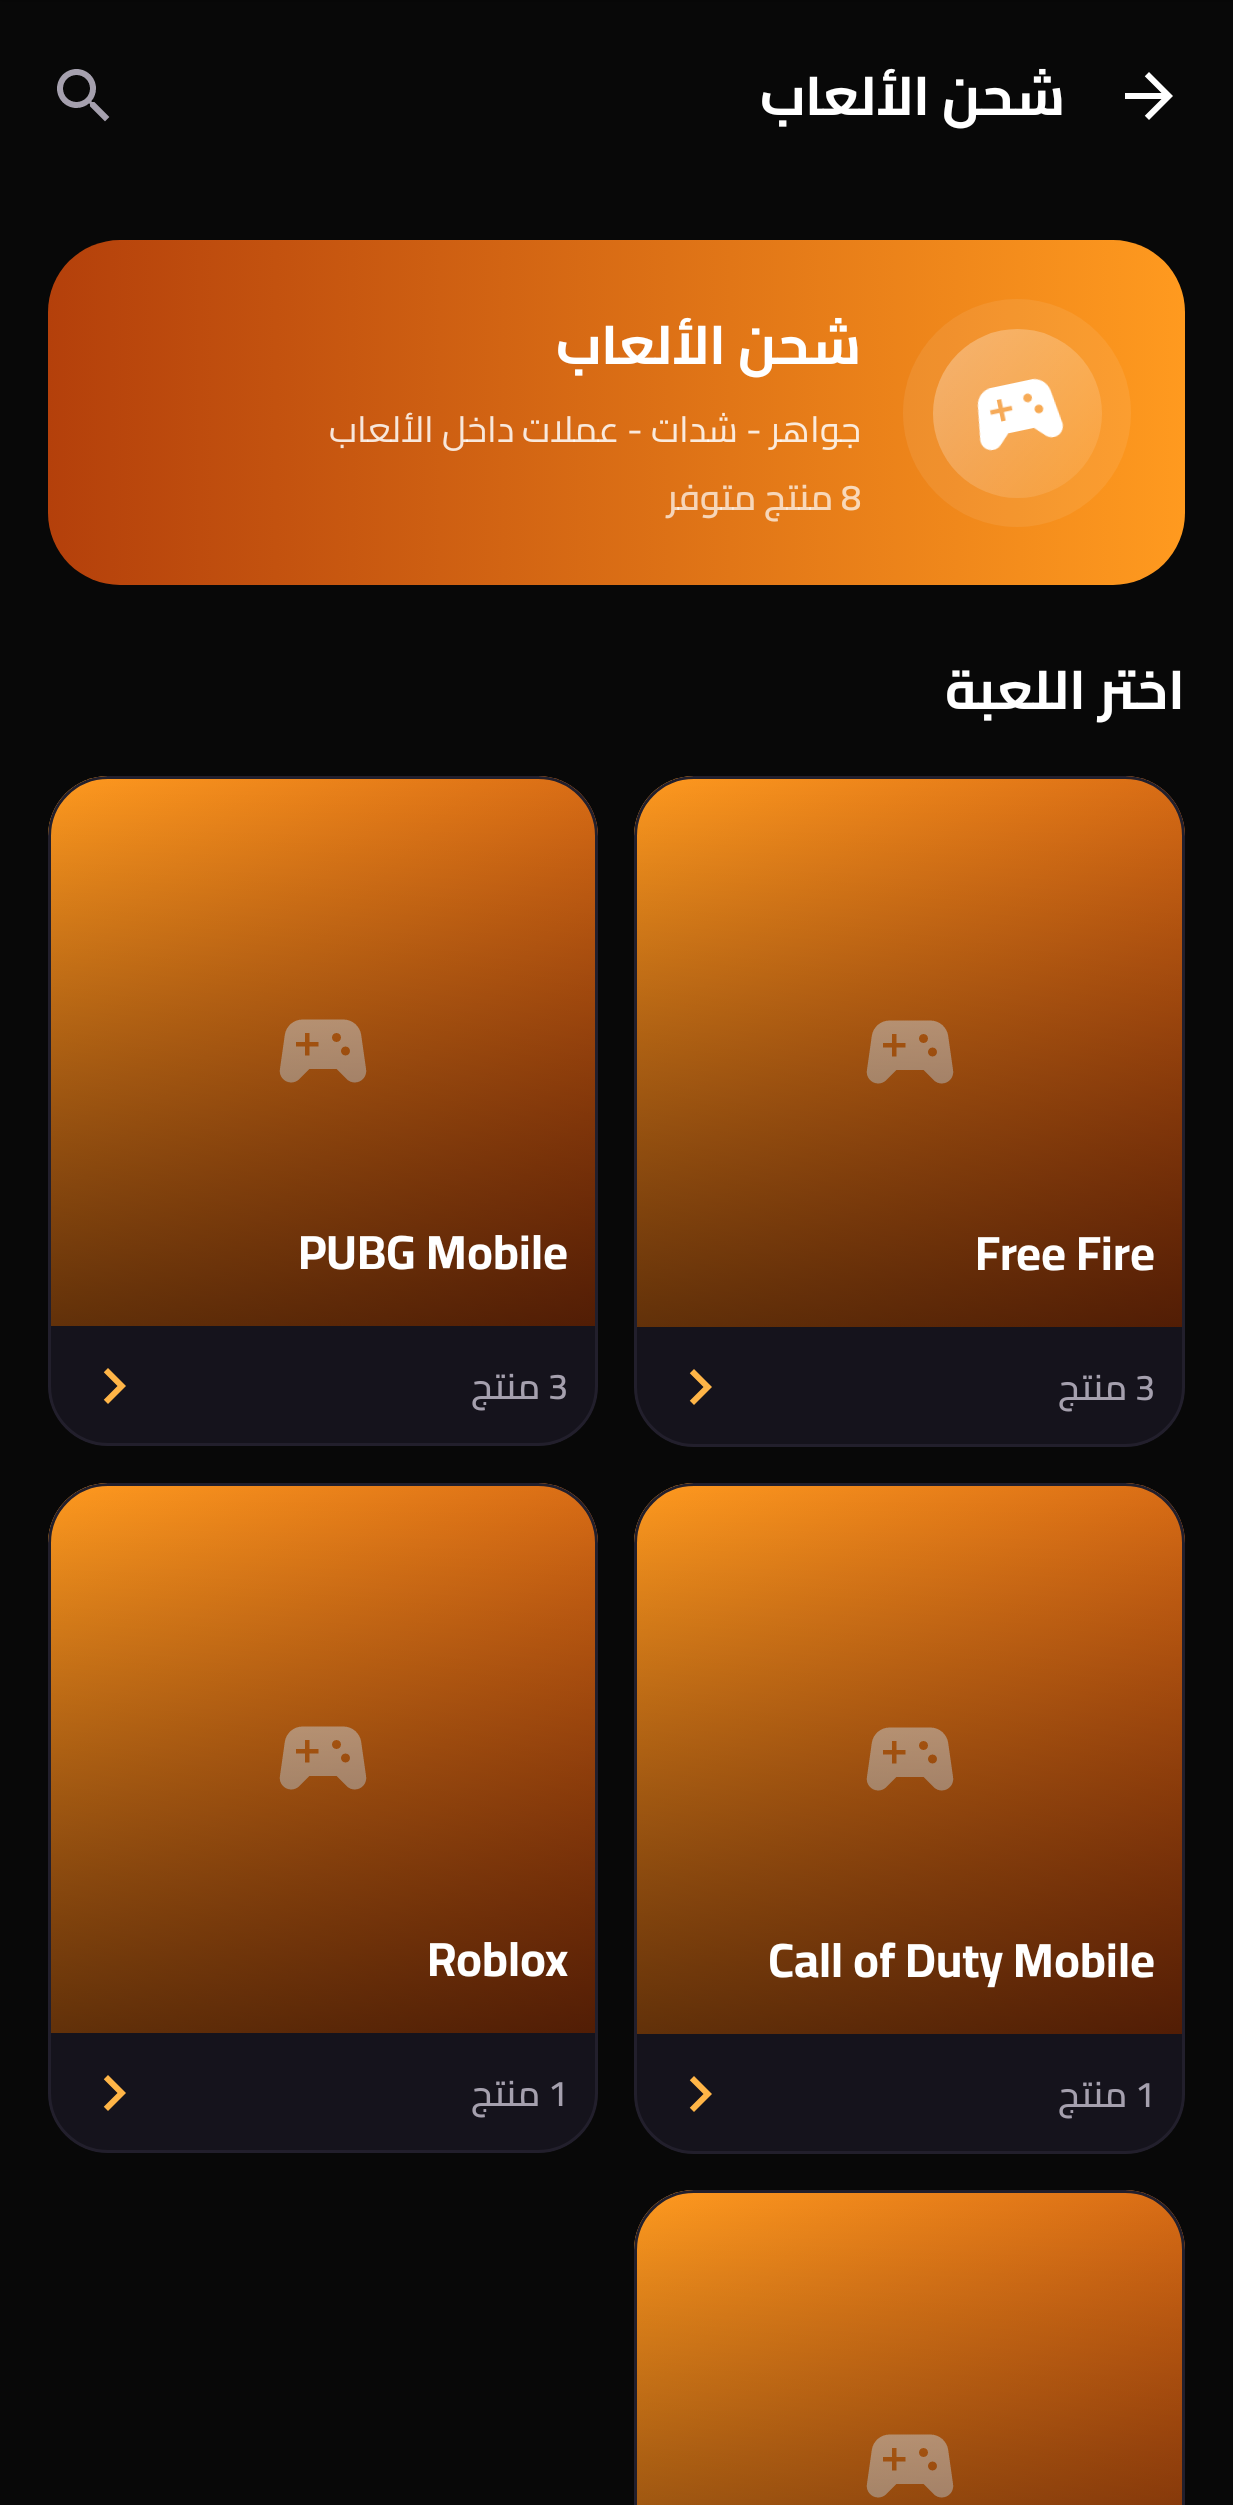 شحن الألعاب
شحن الألعاب
جواهر - شدات - عملات داخل الألعاب
8 منتج متوفر
اختر اللعبة
Free Fire
3 منتج
PUBG Mobile
3 منتج
Call of Duty Mobile
1 منتج
Roblox
1 منتج